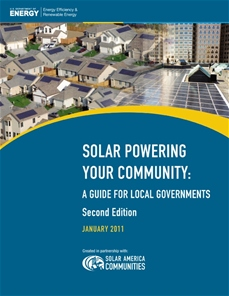 U.S. DEPARTMENT OF
ENERGY
Energy Efficiency &
Renewable Energy
SOLAR POWERING
YOUR COMMUNITY:
A GUIDE FOR LOCAL GOVERNMENTS
Second Edition
JANUARY 2011
Created in partnership with:
SOLAR AMERICA
COMMUNITIES